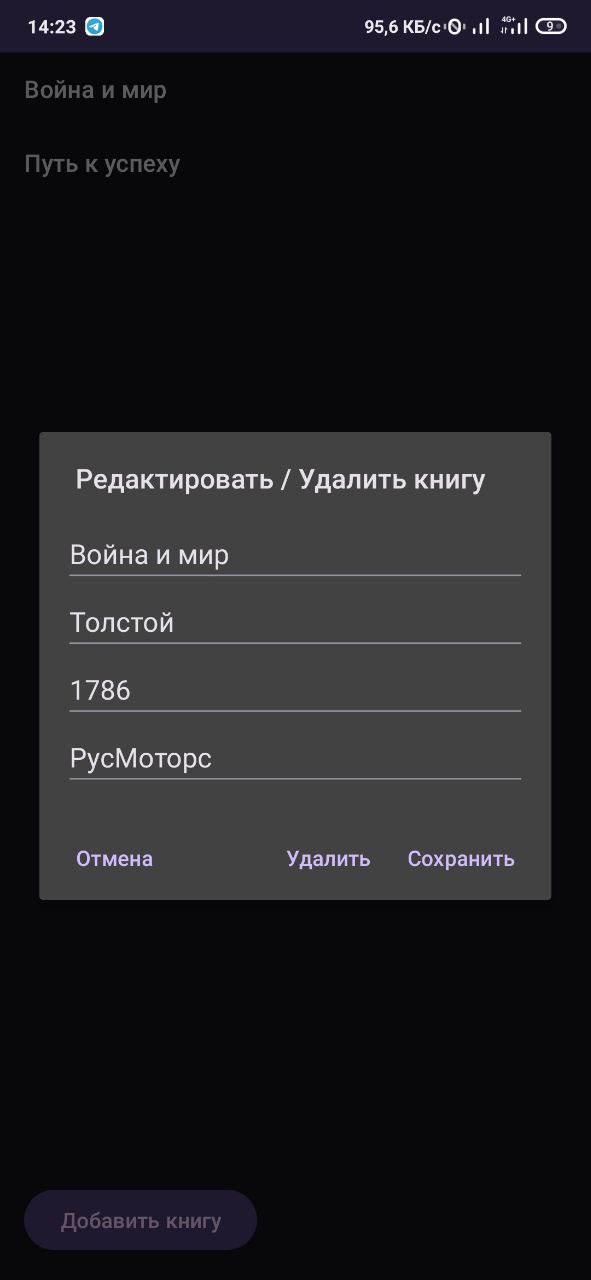 14:23 95,6 КБ/с 4G+ 9
Война и мир
Путь к успеху
Редактировать / Удалить книгу
Война и мир
Толстой
1786
РусМоторс
Отмена Удалить Сохранить
Добавить книгу